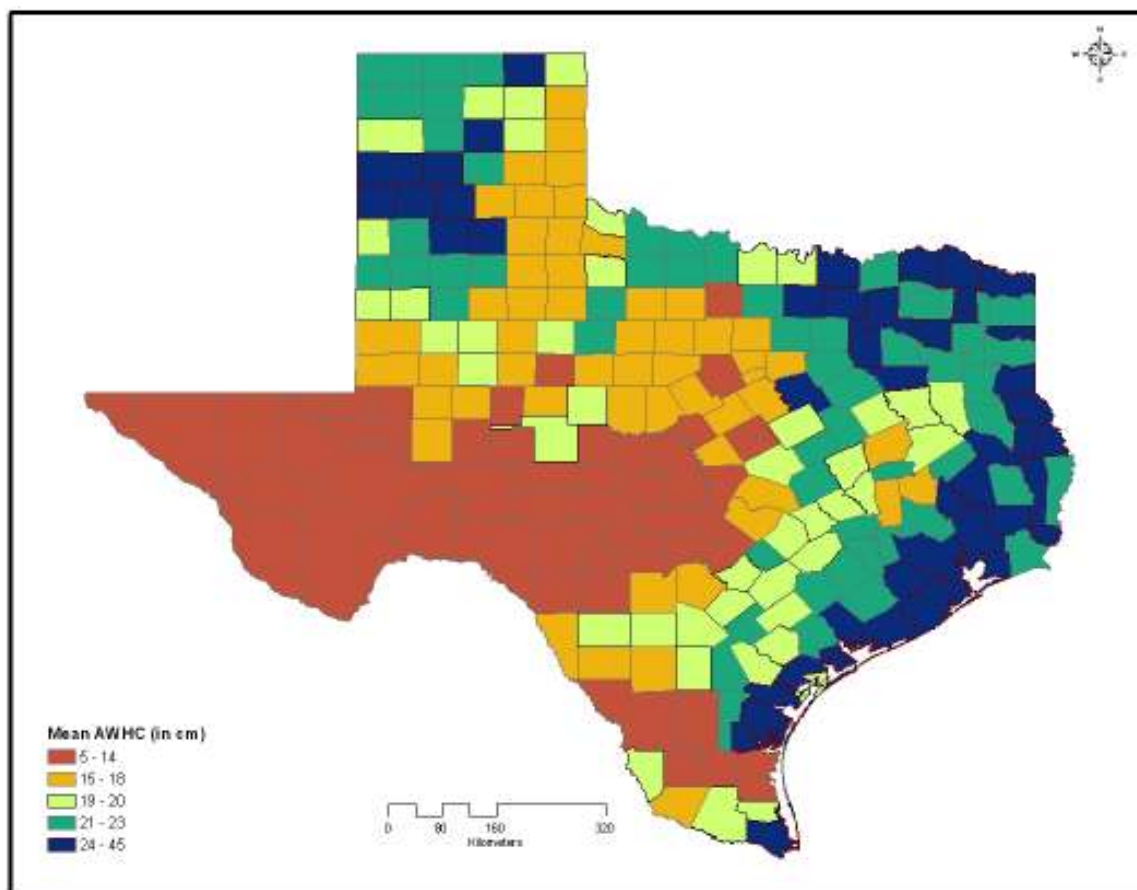 N
W E
S
Mean AWHC (in cm)
5 - 14
15 - 18
19 - 20
21 - 23
24 - 45
0 80 160 320
Kilometers